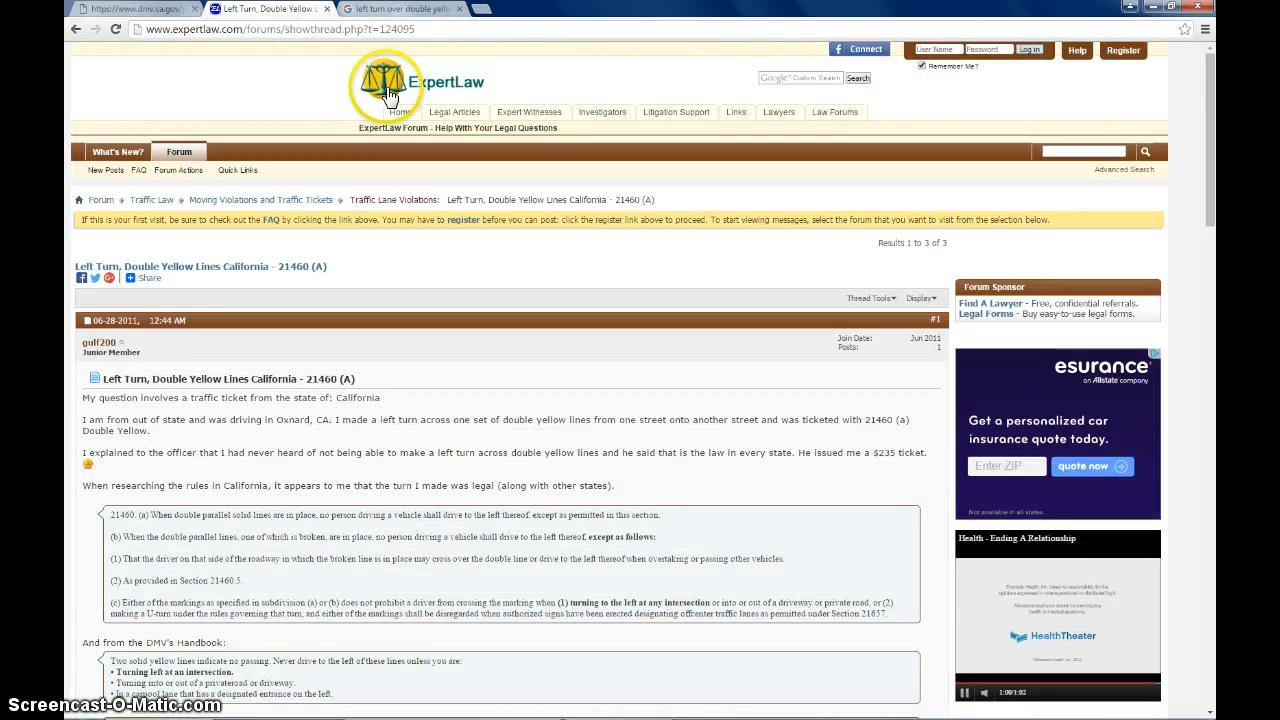 https://www.dmv.ca.gov/p
Left Turn, Double Yellow L
left turn over double yello
www.expertlaw.com/forums/showthread.php?t=124095
Connect
User Name
Password
Log in
Help
Register
Remember Me?
ExpertLaw
Google™ Custom Search
Search
Home
Legal Articles
Expert Witnesses
Investigators
Litigation Support
Links
Lawyers
Law Forums
ExpertLaw Forum - Help With Your Legal Questions
What's New?
Forum
New Posts
FAQ
Forum Actions
Quick Links
Advanced Search
Forum
Traffic Law
Moving Violations and Traffic Tickets
Traffic Lane Violations:
Left Turn, Double Yellow Lines California - 21460 (A)
If this is your first visit, be sure to check out the FAQ by clicking the link above. You may have to register before you can post: click the register link above to proceed. To start viewing messages, select the forum that you want to visit from the selection below.
Results 1 to 3 of 3
Left Turn, Double Yellow Lines California - 21460 (A)
Share
Thread Tools
Display
06-28-2011, 12:44 AM
#1
gulf200
Junior Member
Join Date: Jun 2011
Posts: 1
Left Turn, Double Yellow Lines California - 21460 (A)
My question involves a traffic ticket from the state of: California
I am from out of state and was driving in Oxnard, CA. I made a left turn across one set of double yellow lines from one street onto another street and was ticketed with 21460 (a)
Double Yellow.
I explained to the officer that I had never heard of not being able to make a left turn across double yellow lines and he said that is the law in every state. He issued me a $235 ticket.
When researching the rules in California, it appears to me that the turn I made was legal (along with other states).
21460. (a) When double parallel solid lines are in place, no person driving a vehicle shall drive to the left thereof, except as permitted in this section.
(b) When the double parallel lines, one of which is broken, are in place, no person driving a vehicle shall drive to the left thereof, except as follows:
(1) That the driver on that side of the roadway in which the broken line is in place may cross over the double line or drive to the left thereof when overtaking or passing other vehicles.
(2) As provided in Section 21460.5.
(c) Either of the markings as specified in subdivision (a) or (b) does not prohibit a driver from crossing the marking when (1) turning to the left at any intersection or into or out of a driveway or private road, or (2)
making a U-turn under the rules governing that turn, and either of the markings shall be disregarded when authorized signs have been erected designating offcenter traffic lanes as permitted under Section 21657.
And from the DMV's Handbook:
Two solid yellow lines indicate no passing. Never drive to the left of these lines unless you are:
• Turning left at an intersection.
• Turning into or out of a privateroad or driveway.
• In a carpool lane that has a designated entrance on the left.
Forum Sponsor
Find A Lawyer - Free, confidential referrals.
Legal Forms - Buy easy-to-use legal forms.
esurance
an Allstate company
Get a personalized car
insurance quote today.
Enter ZIP
quote now
Not available in all states.
Health - Ending A Relationship
HealthTheater
1:00/1:02
Screencast-O-Matic.com